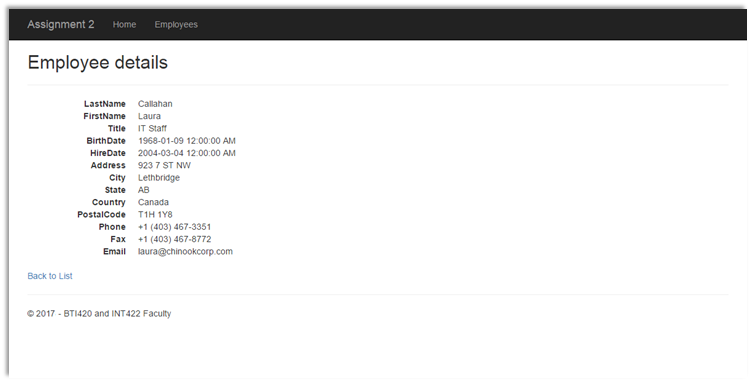 Assignment 2 Home Employees
Employee details
LastName Callahan
FirstName Laura
Title IT Staff
BirthDate 1968-01-09 12:00:00 AM
HireDate 2004-03-04 12:00:00 AM
Address 923 7 ST NW
City Lethbridge
State AB
Country Canada
PostalCode T1H 1Y8
Phone +1 (403) 467-3351
Fax +1 (403) 467-8772
Email laura@chinookcorp.com
Back to List
© 2017 - BTI420 and INT422 Faculty